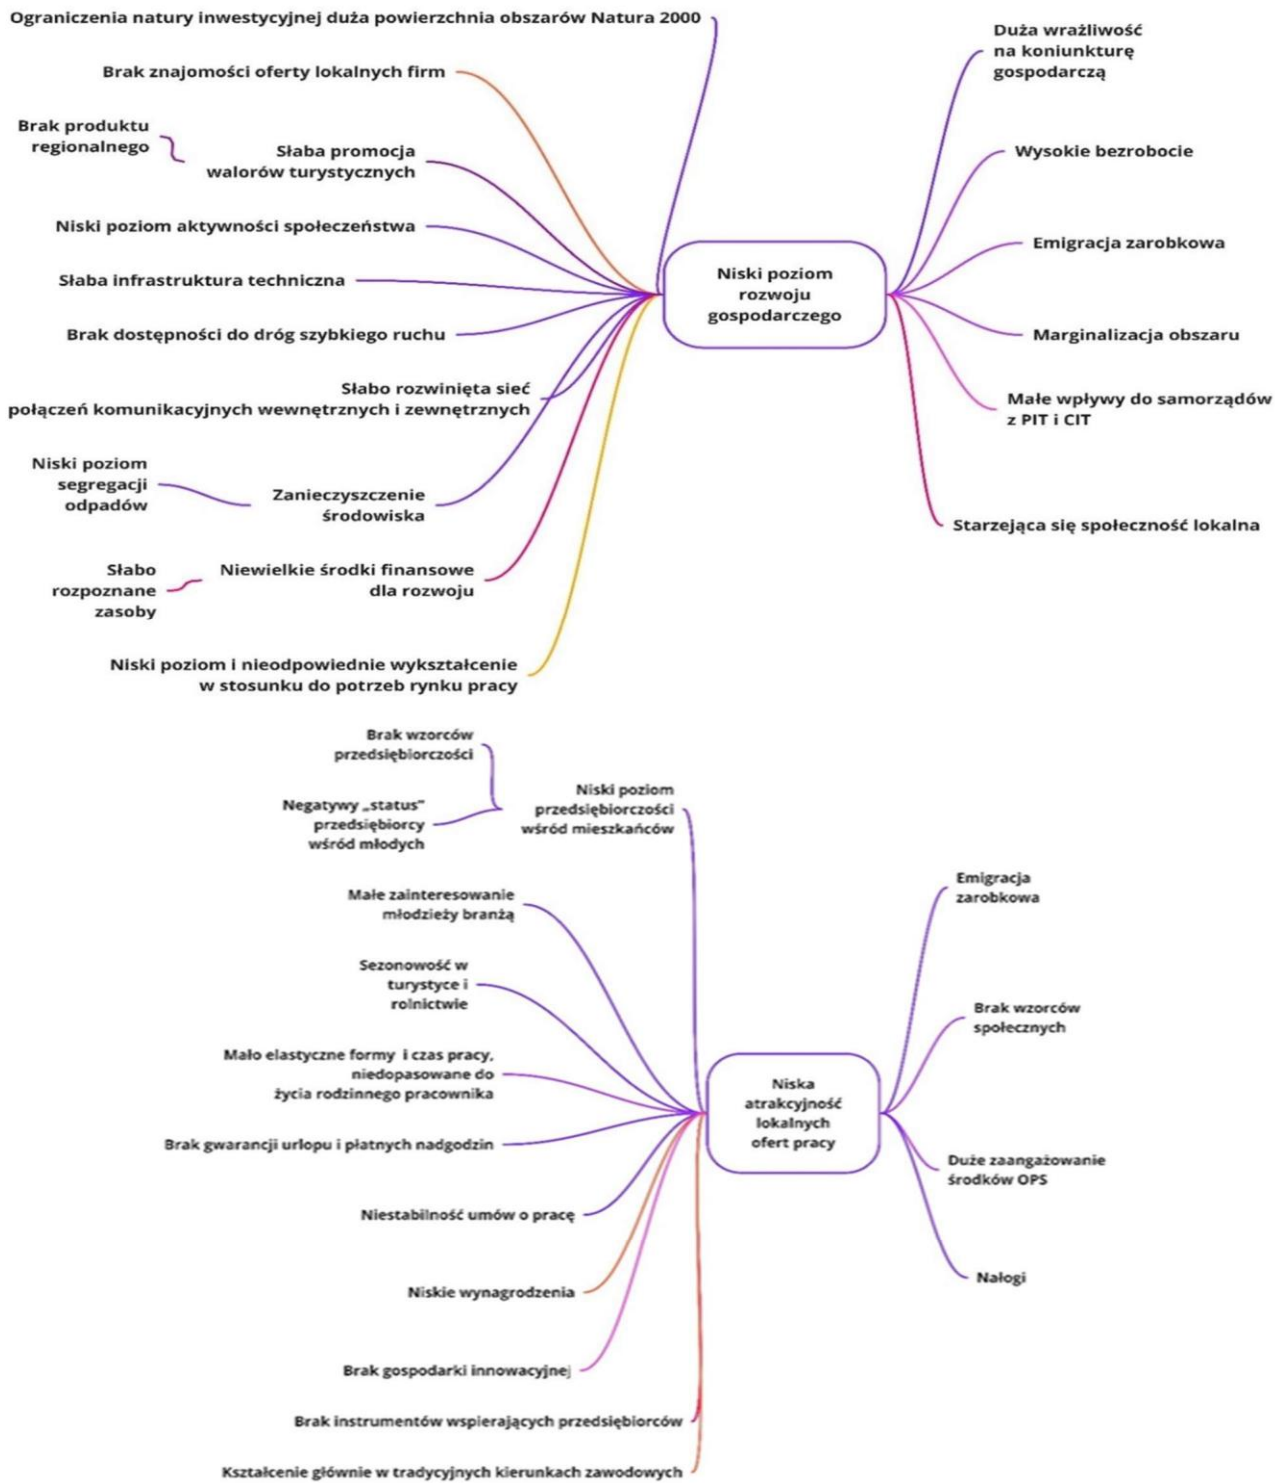 Ograniczenia natury inwestycyjnej duża powierzchnia obszarów Natura 2000
Brak znajomości oferty lokalnych firm
Brak produktu
regionalnego
Słaba promocja
walorów turystycznych
Niski poziom aktywności społeczeństwa
Słaba infrastruktura techniczna
Brak dostępności do dróg szybkiego ruchu
Słabo rozwinięta sieć
połączeń komunikacyjnych wewnętrznych i zewnętrznych
Niski poziom
segregacji
odpadów
Zanieczyszczenie
środowiska
Słabo
rozpoznane
zasoby
Niewielkie środki finansowe
dla rozwoju
Niski poziom i nieodpowiednie wykształcenie
w stosunku do potrzeb rynku pracy
Niski poziom
rozwoju
gospodarczego
Duża wrażliwość
na koniunkturę
gospodarczą
Wysokie bezrobocie
Emigracja zarobkowa
Marginalizacja obszaru
Małe wpływy do samorządów
z PIT i CIT
Starzejąca się społeczność lokalna
Brak wzorców
przedsiębiorczości
Negatywy „status”
przedsiębiorcy
wśród młodych
Niski poziom
przedsiębiorczości
wśród mieszkańców
Małe zainteresowanie
młodzieży branżą
Sezonowość w
turystyce i
rolnictwie
Mało elastyczne formy i czas pracy,
niedopasowane do
życia rodzinnego pracownika
Brak gwarancji urlopu i płatnych nadgodzin
Niestabilność umów o pracę
Niskie wynagrodzenia
Brak gospodarki innowacyjnej
Brak instrumentów wspierających przedsiębiorców
Kształcenie głównie w tradycyjnych kierunkach zawodowych
Niska
atrakcyjność
lokalnych
ofert pracy
Emigracja
zarobkowa
Brak wzorców
społecznych
Duże zaangażowanie
środków OPS
Nałogi